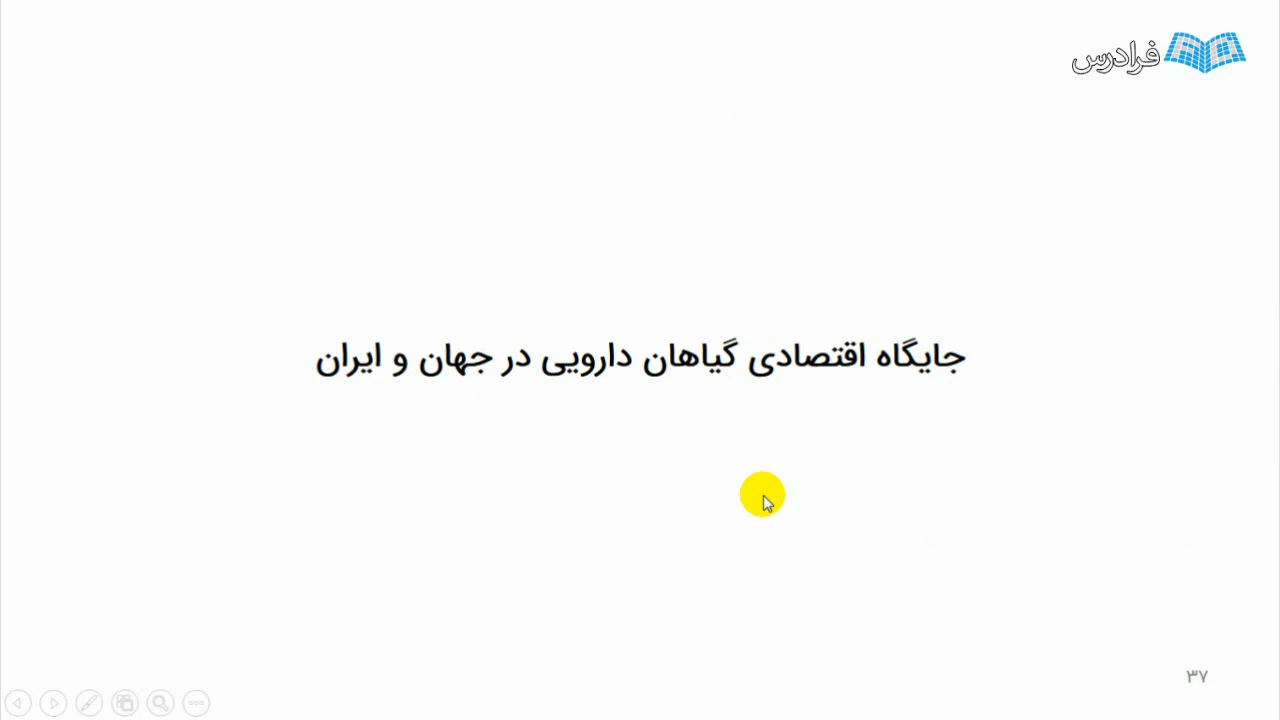 فرادرس
جایگاه اقتصادی گیاهان دارویی در جهان و ایران
۳۷